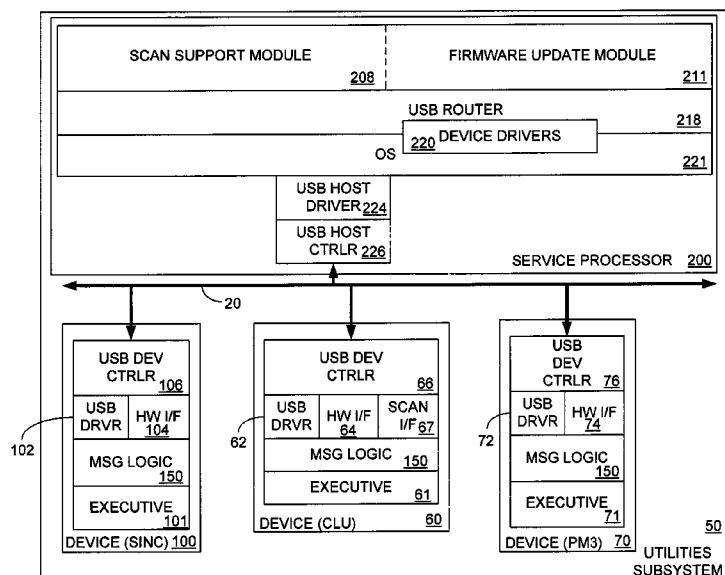 SCAN SUPPORT MODULE
208
FIRMWARE UPDATE MODULE
211
USB ROUTER
218
220 DEVICE DRIVERS
OS
221
USB HOST
DRIVER 224
USB HOST
CTRLR 226
SERVICE PROCESSOR 200
20
USB DEV
CTRLR
106
102
USB
DRVR
HW I/F
104
MSG LOGIC
150
EXECUTIVE
101
DEVICE (SINC) 100
USB DEV
CTRLR
66
62
USB
DRVR
HW I/F
64
SCAN
I/F 67
MSG LOGIC
150
EXECUTIVE
61
DEVICE (CLU) 60
USB
DEV
CTRLR 76
72
USB
DRVR
HW I/F
74
MSG LOGIC
150
EXECUTIVE
71
DEVICE (PM3) 70
50
UTILITIES
SUBSYSTEM